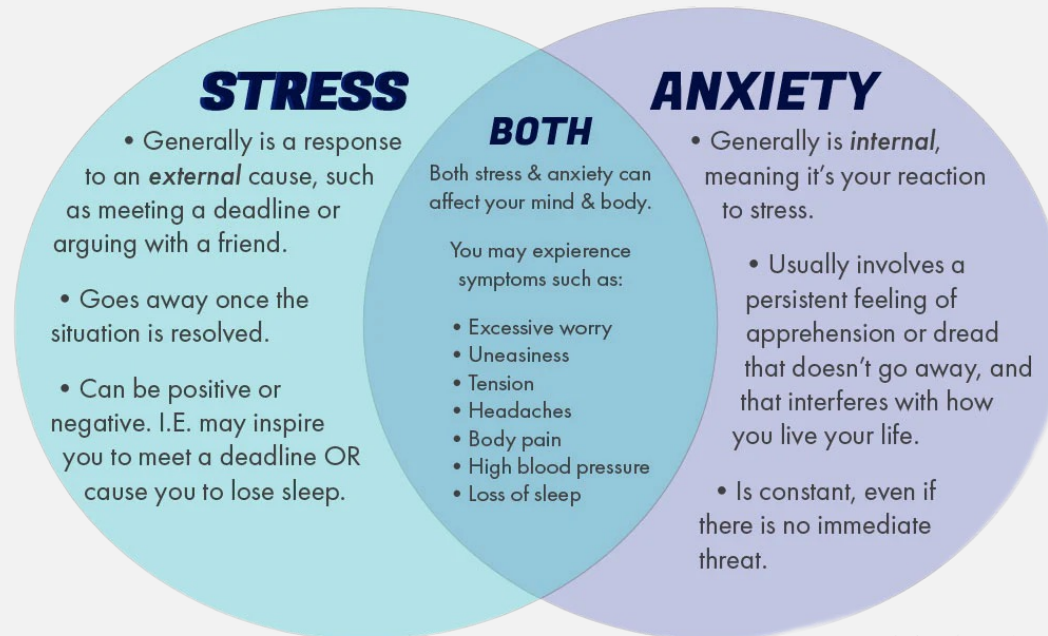 STRESS
• Generally is a response
to an external cause, such
as meeting a deadline or
arguing with a friend.
• Goes away once the
situation is resolved.
• Can be positive or
negative. I.E. may inspire
you to meet a deadline OR
cause you to lose sleep.
BOTH
Both stress & anxiety can
affect your mind & body.
You may expierence
symptoms such as:
• Excessive worry
• Uneasiness
• Tension
• Headaches
• Body pain
• High blood pressure
• Loss of sleep
ANXIETY
• Generally is internal,
meaning it's your reaction
to stress.
• Usually involves a
persistent feeling of
apprehension or dread
that doesn't go away, and
that interferes with how
you live your life.
• Is constant, even if
there is no immediate
threat.